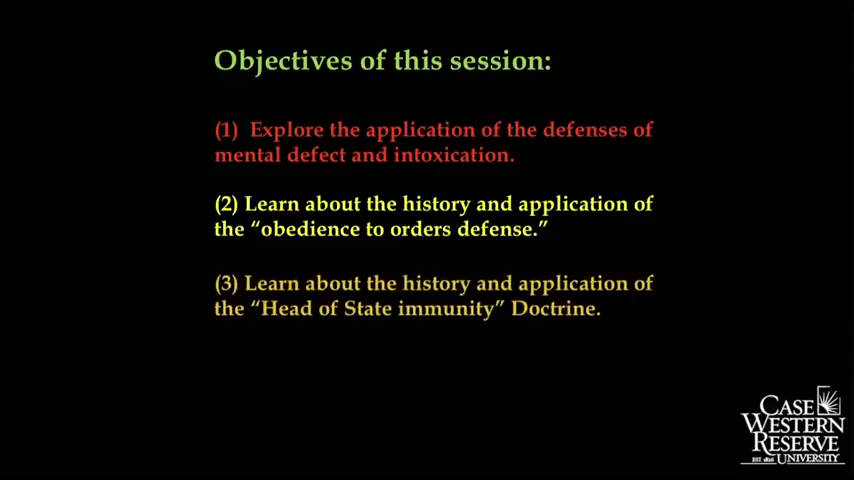 Objectives of this session:
(1) Explore the application of the defenses of
mental defect and intoxication.
(2) Learn about the history and application of
the “obedience to orders defense.”
(3) Learn about the history and application of
the “Head of State immunity” Doctrine.
CASE
WESTERN
RESERVE
EST 1826 UNIVERSITY